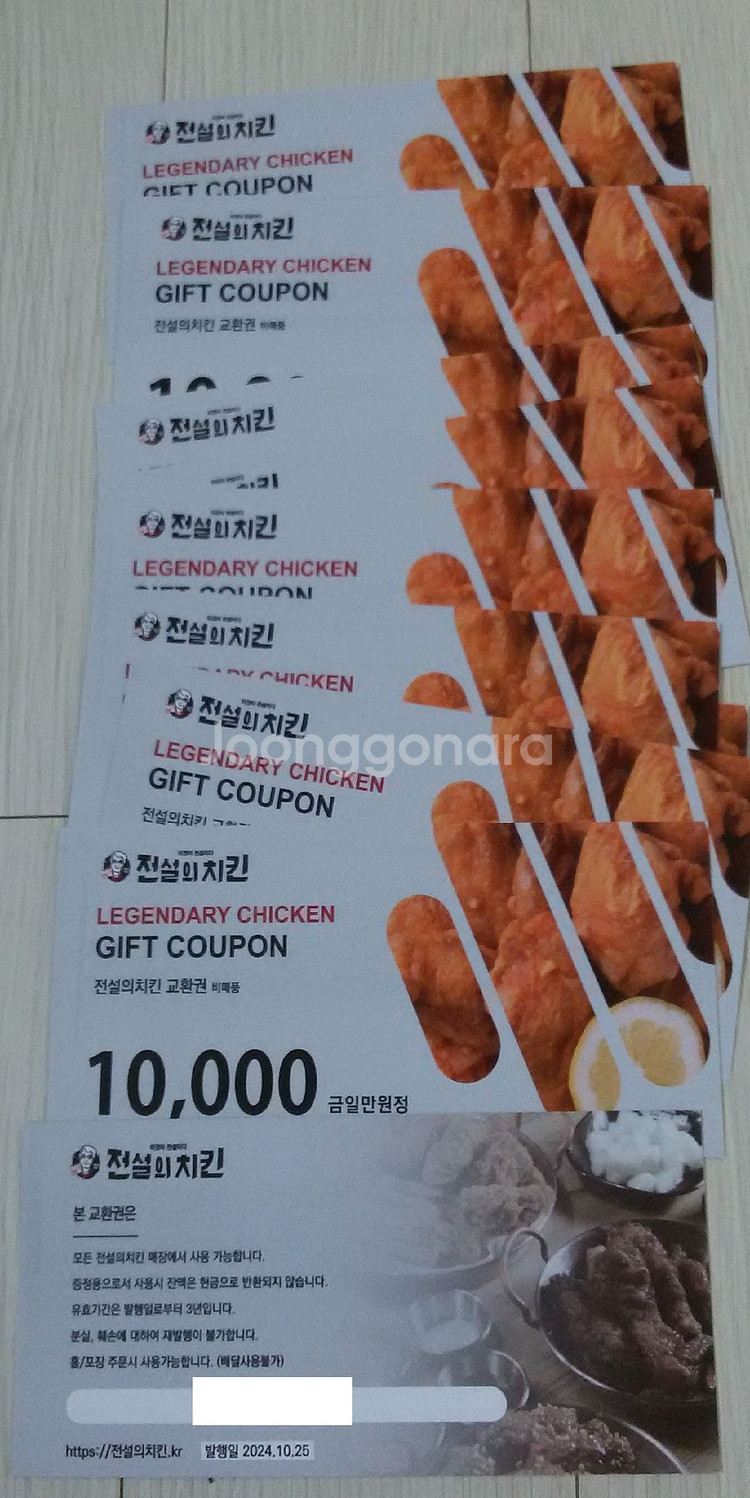 전설의치킨
LEGENDARY CHICKEN
GIFT COUPON
전설의치킨
LEGENDARY CHICKEN
GIFT COUPON
전설의치킨 교환권 비매품
전설의치킨
전설의치킨
LEGENDARY CHICKEN
GIFT COUPON
전설의치킨
LEGENDARY CHICKEN
전설의치킨
LEGENDARY CHICKEN
GIFT COUPON
전설의치킨
joonggonara
전설의치킨
LEGENDARY CHICKEN
GIFT COUPON
전설의치킨 교환권 비매품
10,000 금일만원정
전설의치킨
본 교환권은
모든 전설의치킨 매장에서 사용 가능합니다.
증정용으로서 사용시 잔액은 현금으로 반환되지 않습니다.
유효기간은 발행일로부터 3년입니다.
분실, 훼손에 대하여 재발행이 불가합니다.
홀/포장 주문시 사용가능합니다. (배달사용불가)
https://전설의치킨.kr 발행일 2024.10.25